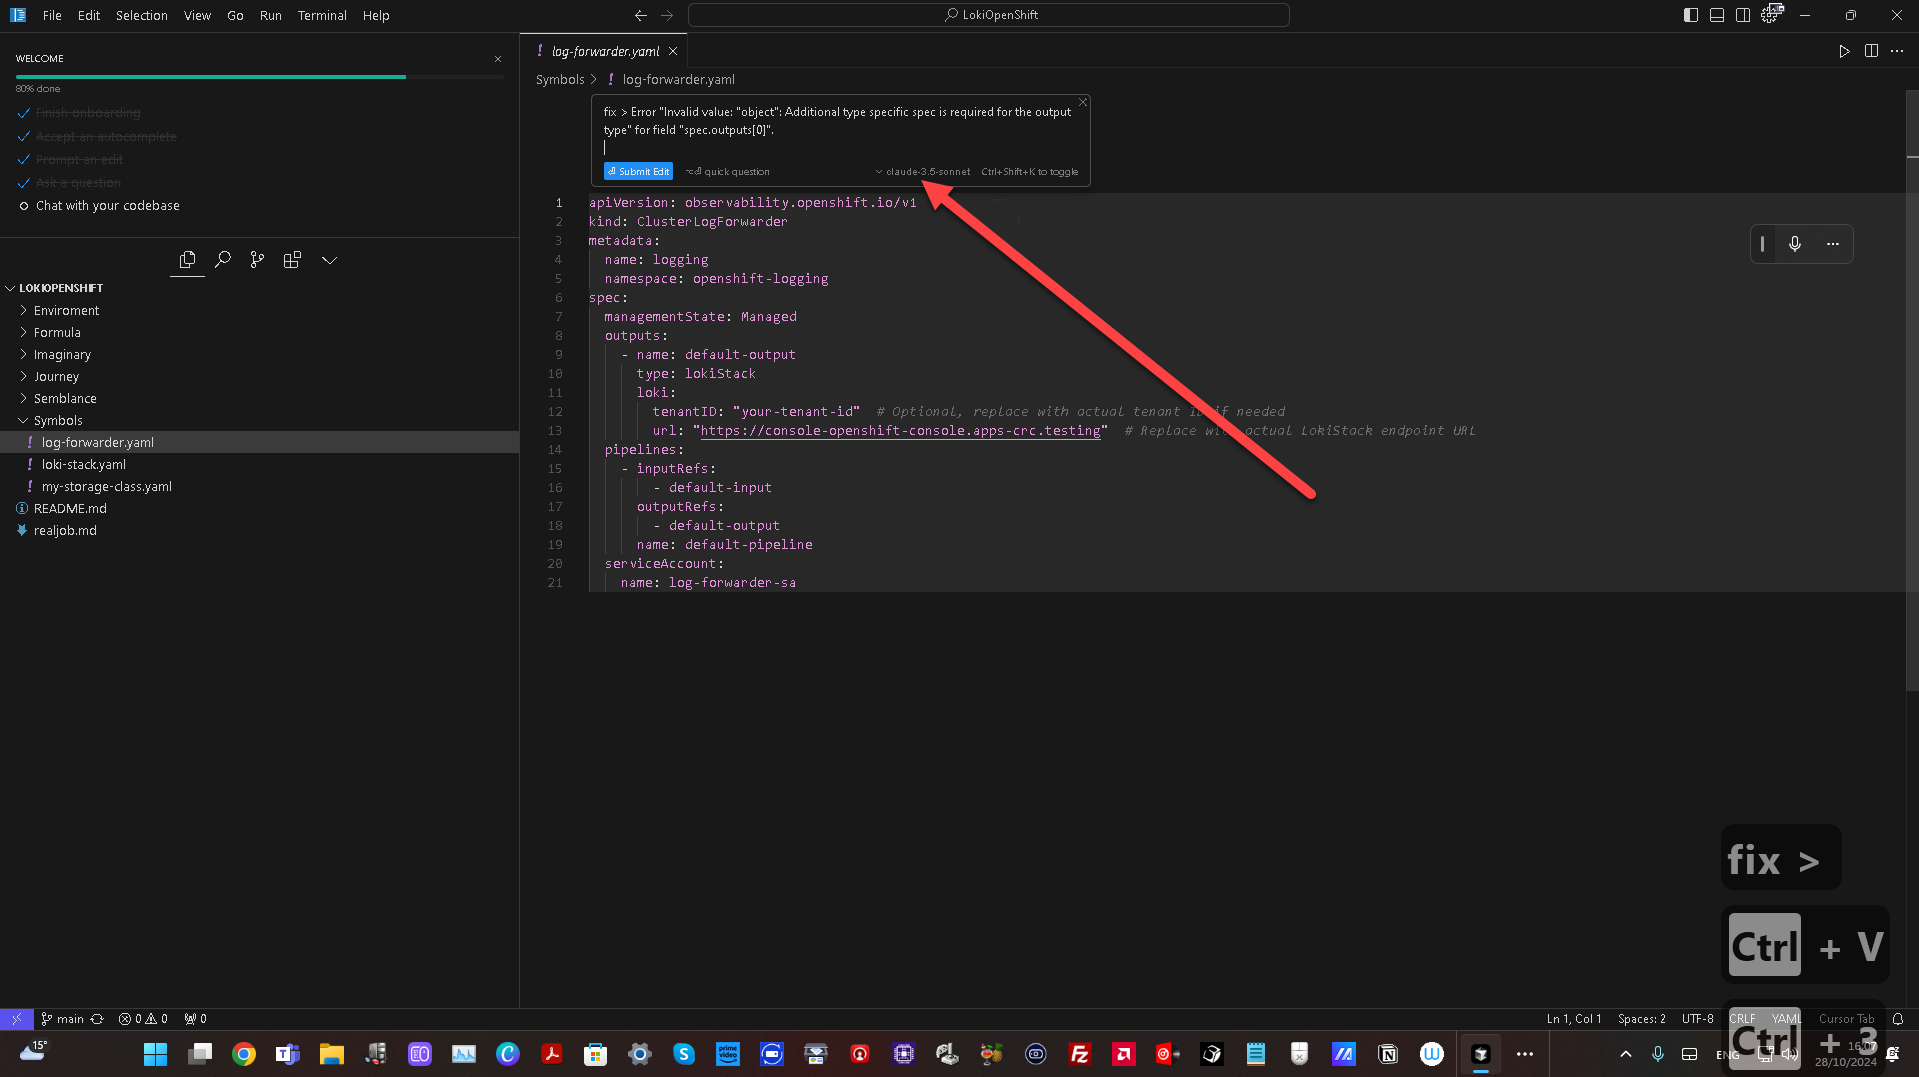 File Edit Selection View Go Run Terminal Help
LokiOpenShift
WELCOME
80% done
Finish onboarding
Accept an autocomplete
Prompt an edit
Ask a question
Chat with your codebase
LOKIOPENSHIFT
Enviroment
Formula
Imaginary
Journey
Semblance
Symbols
! log-forwarder.yaml
! loki-stack.yaml
! my-storage-class.yaml
README.md
realjob.md
! log-forwarder.yaml
Symbols > ! log-forwarder.yaml
fix > Error "Invalid value: "object": Additional type specific spec is required for the output
type" for field "spec.outputs[0]".
Submit Edit quick question claude-3.5-sonnet Ctrl+Shift+K to toggle
1 apiVersion: observability.openshift.io/v1
2 kind: ClusterLogForwarder
3 metadata:
4 name: logging
5 namespace: openshift-logging
6 spec:
7 managementState: Managed
8 outputs:
9 - name: default-output
10 type: lokiStack
11 loki:
12 tenantID: "your-tenant-id" # Optional, replace with actual tenant if needed
13 url: "https://console-openshift-console.apps-crc.testing" # Replace with actual LokiStack endpoint URL
14 pipelines:
15 - inputRefs:
16 - default-input
17 outputRefs:
18 - default-output
19 name: default-pipeline
20 serviceAccount:
21 name: log-forwarder-sa
fix >
Ctrl + V
Ctrl + 3
main 0 0 0
Ln 1, Col 1 Spaces: 2 UTF-8 CRLF YAML Cursor Tab
15°
ENG
16:07
28/10/2024